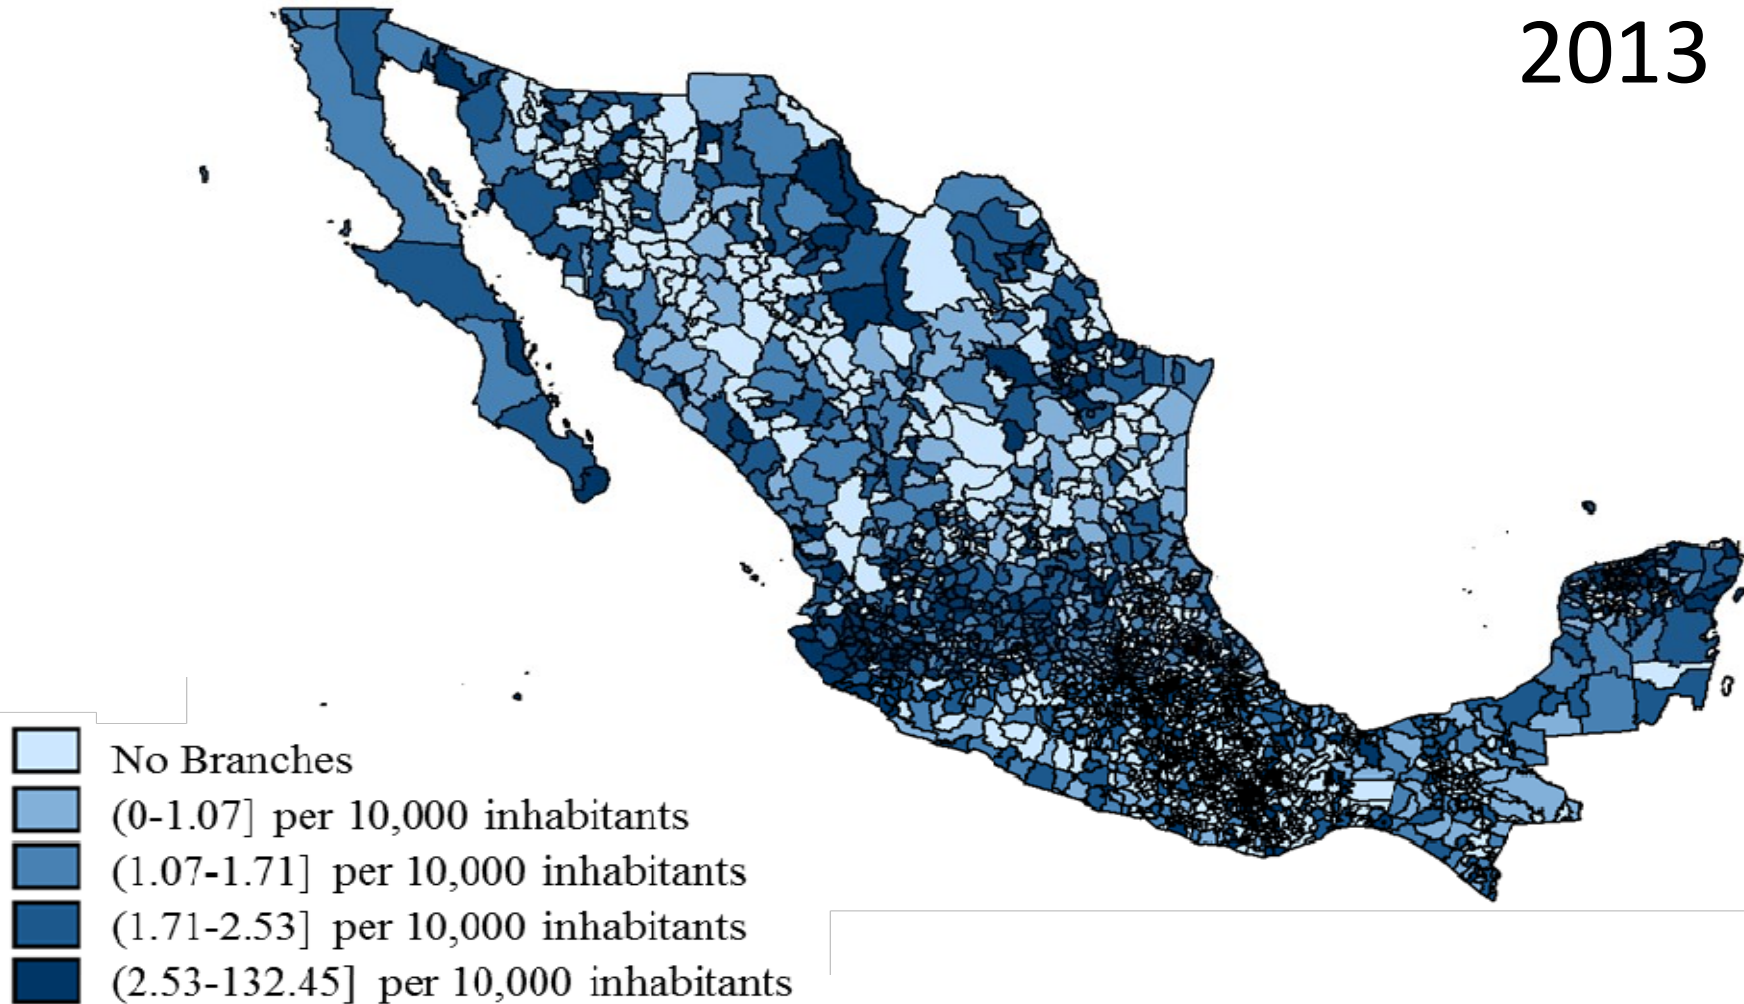 2013
No Branches
(0-1.07] per 10,000 inhabitants
(1.07-1.71] per 10,000 inhabitants
(1.71-2.53] per 10,000 inhabitants
(2.53-132.45] per 10,000 inhabitants